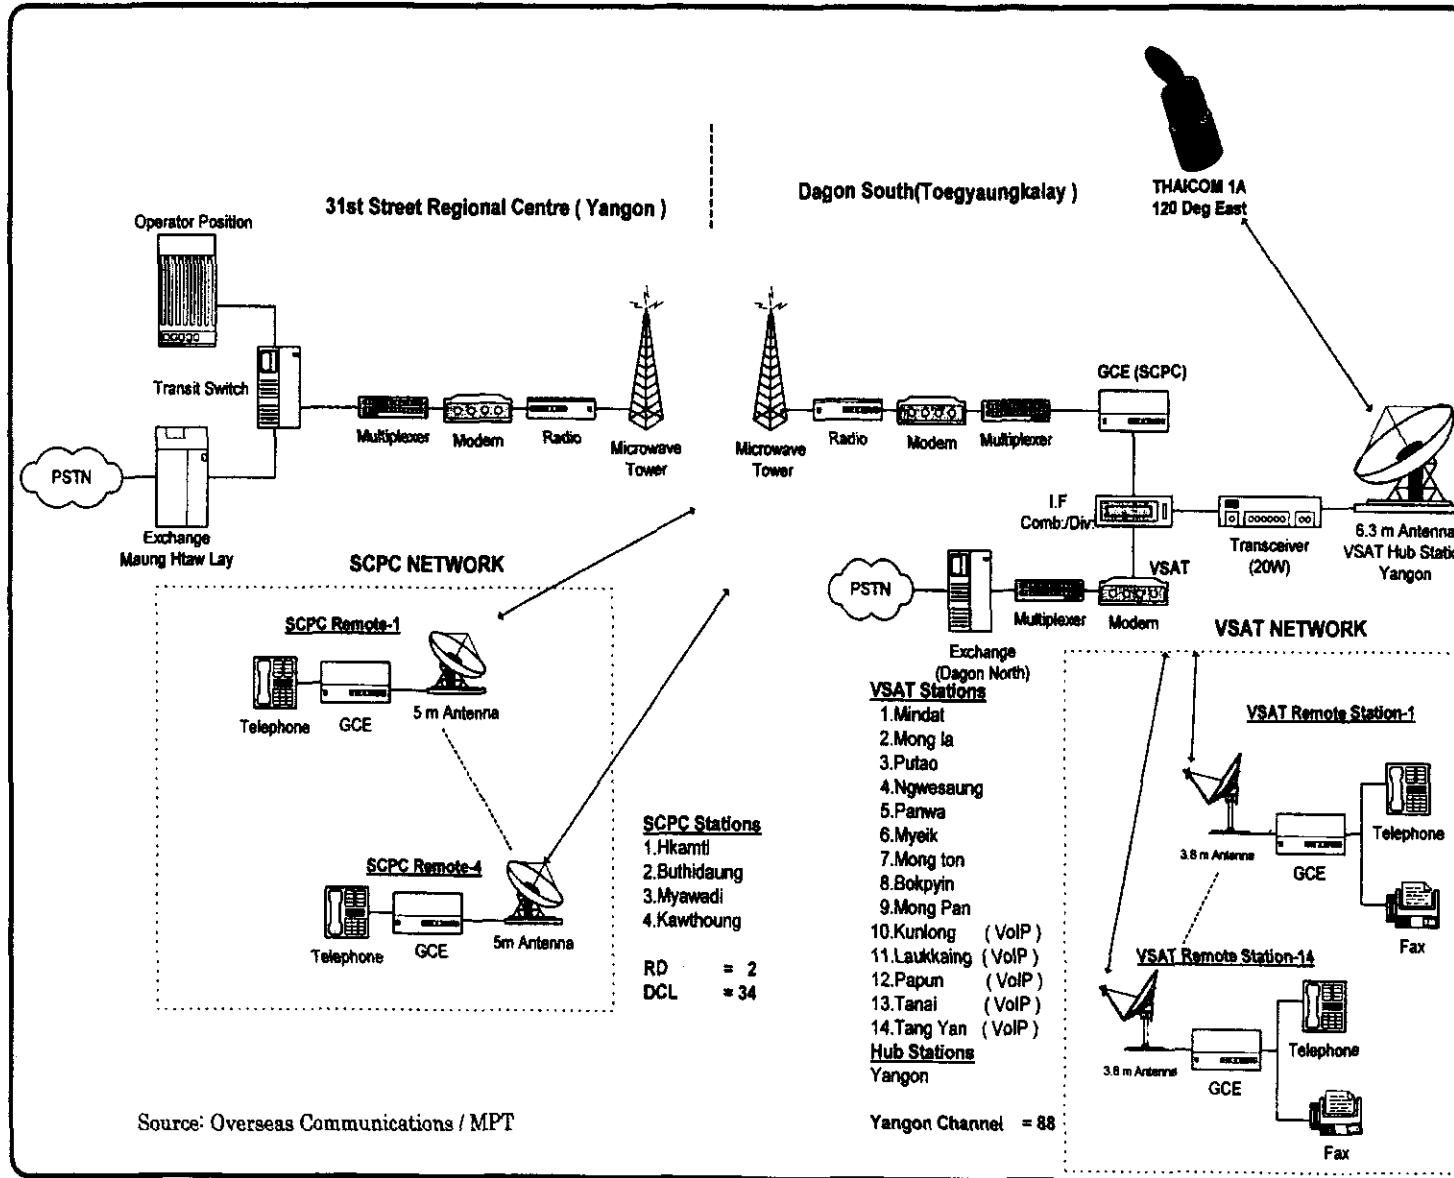 THAICOM 1A
120 Deg East
Dagon South(Toegyaungkalay )
31st Street Regional Centre ( Yangon )
Operator Position
Transit Switch
PSTN
Exchange
Maung Htaw Lay
Multiplexer
Modem
Radio
Microwave
Tower
Microwave
Tower
Radio
Modem
Multiplexer
GCE (SCPC)
I.F
Comb./Div.
Transceiver
(20W)
6.3 m Antenna
VSAT Hub Statio
Yangon
PSTN
Exchange
(Dagon North)
Multiplexer
VSAT
Modem
SCPC NETWORK
SCPC Remote-1
Telephone
GCE
5 m Antenna
SCPC Remote-4
Telephone
GCE
5m Antenna
SCPC Stations
1.Hkamti
2.Buthidaung
3.Myawadi
4.Kawthoung
RD = 2
DCL = 34
VSAT Stations
1.Mindat
2.Mong la
3.Putao
4.Ngwesaung
5.Panwa
6.Myeik
7.Mong ton
8.Bokpyin
9.Mong Pan
10.Kunlong ( VoIP )
11.Laukkaing ( VoIP )
12.Papun ( VoIP )
13.Tanai ( VoIP )
14.Tang Yan ( VoIP )
Hub Stations
Yangon
Yangon Channel = 88
VSAT NETWORK
VSAT Remote Station-1
3.8 m Antenna
GCE
Telephone
Fax
VSAT Remote Station-14
3.8 m Antenna
GCE
Telephone
Fax
Source: Overseas Communications / MPT